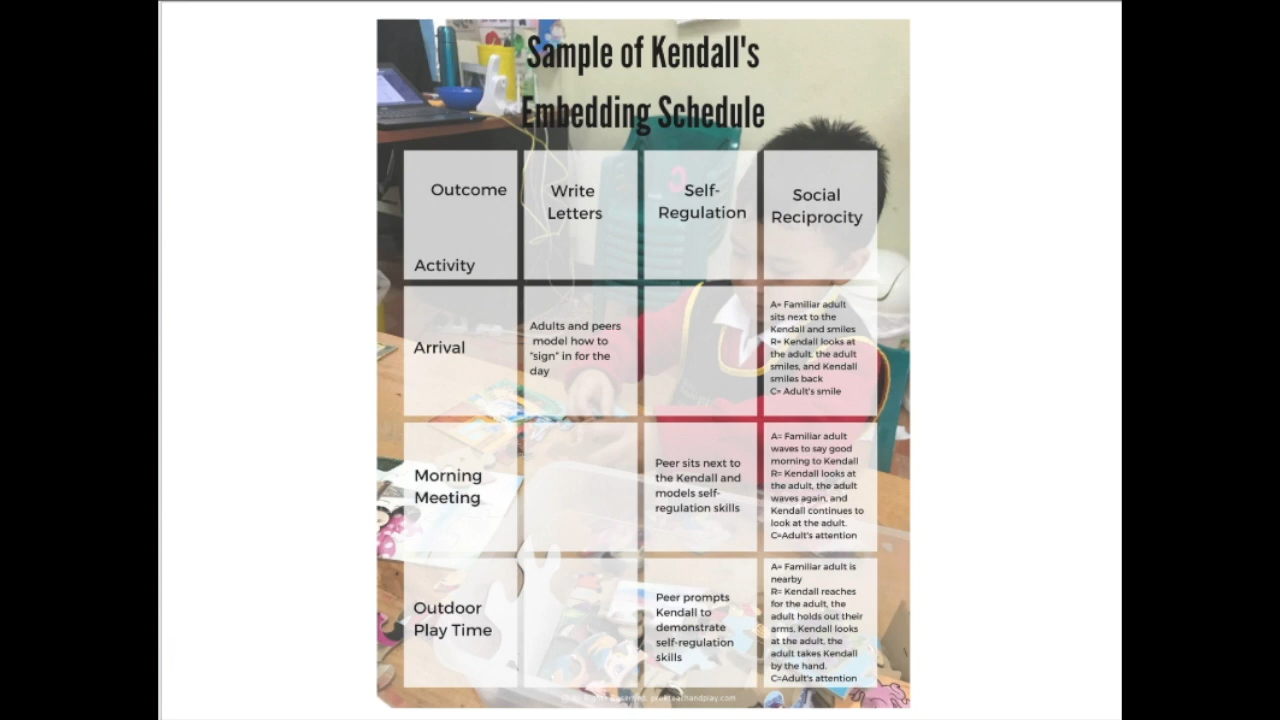 Sample of Kendall's
Embedding Schedule
Outcome
Activity
Write
Letters
Self-
Regulation
Social
Reciprocity
Arrival
Adults and peers
model how to
"sign" in for the
day
A= Familiar adult
sits next to the
Kendall and smiles
R= Kendall looks at
the adult, the adult
smiles, and Kendall
smiles back
C= Adult's smile
Morning
Meeting
Peer sits next to
the Kendall and
models self-
regulation skills
A= Familiar adult
waves to say good
morning to Kendall
R= Kendall looks at
the adult, the adult
waves again, and
Kendall continues to
look at the adult.
C=Adult's attention
Outdoor
Play Time
Peer prompts
Kendall to
demonstrate
self-regulation
skills
A= Familiar adult is
nearby
R= Kendall reaches
for the adult, the
adult holds out their
arms. Kendall looks
at the adult, the
adult takes Kendall
by the hand.
C=Adult's attention
All Rights Reserved.